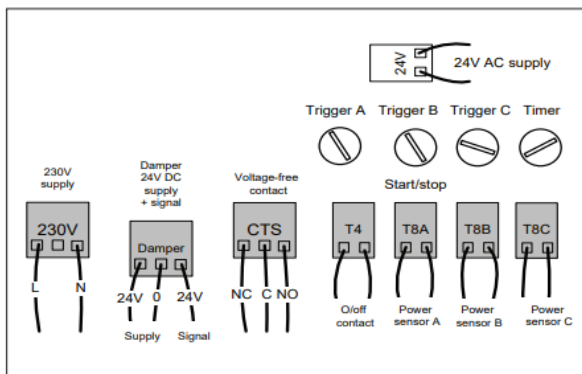 24V
24V AC supply
Trigger A
Trigger B
Trigger C
Timer
230V
supply
Damper
24V DC
supply
+ signal
Voltage-free
contact
Start/stop
230V
Damper
CTS
T4
T8A
T8B
T8C
L
N
24V
0
24V
NC
C
NO
Supply
Signal
O/off
contact
Power
sensor A
Power
sensor B
Power
sensor C